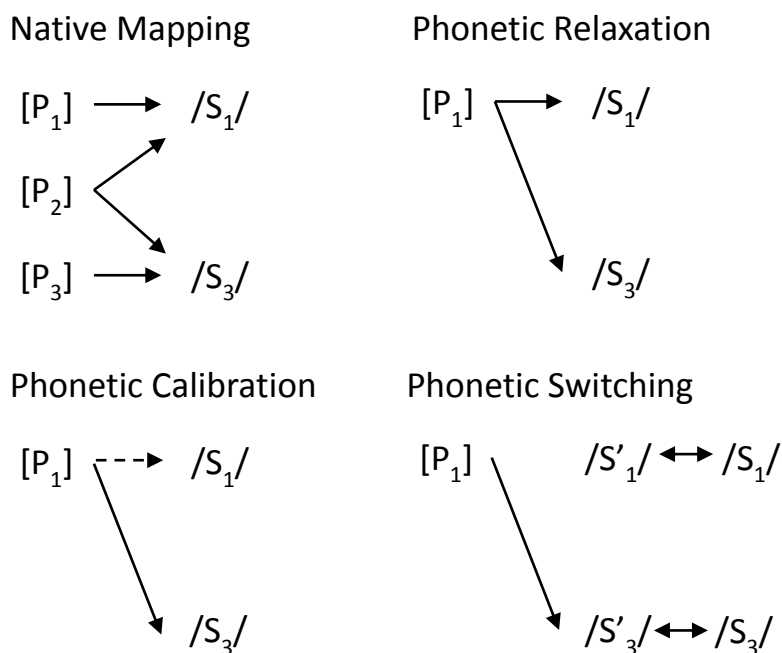 Native Mapping
[P₁] /S₁/
[P₂]
[P₃] /S₃/
Phonetic Relaxation
[P₁] /S₁/
/S₃/
Phonetic Calibration
[P₁] /S₁/
/S₃/
Phonetic Switching
[P₁] /S’₁/ /S₁/
/S’₃/ /S₃/